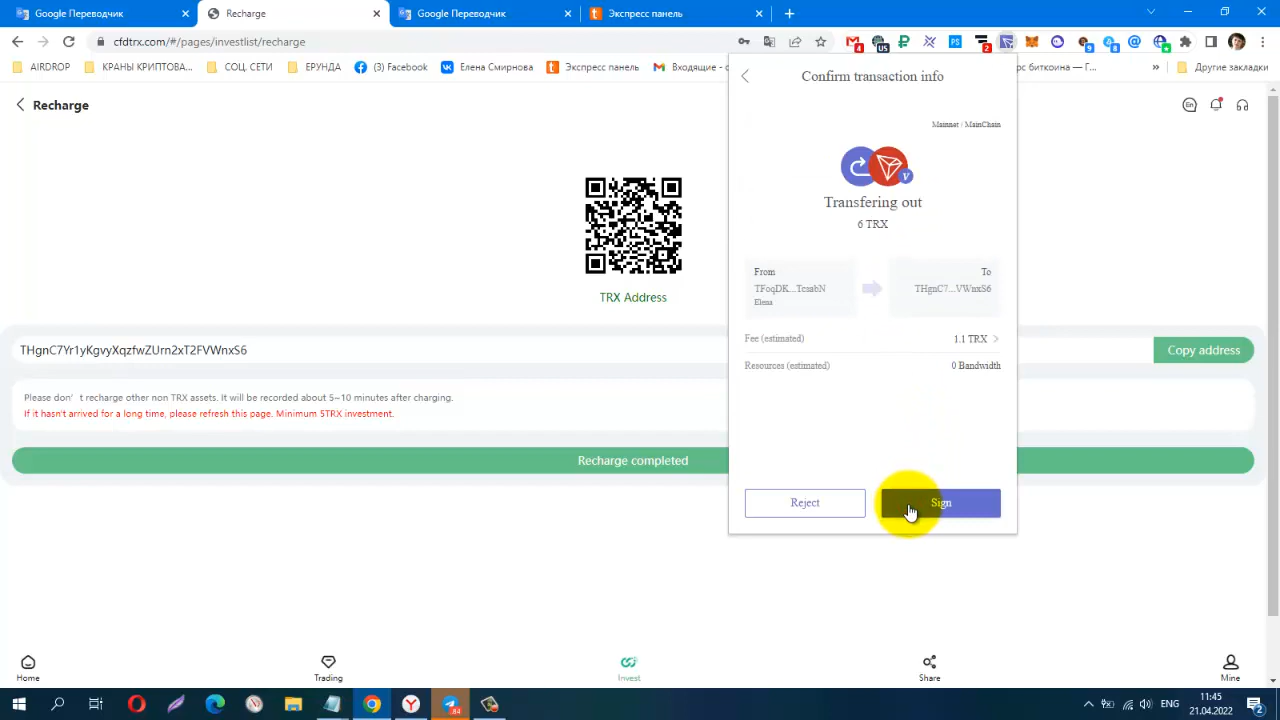 Google Переводчик
Recharge
Google Переводчик
Экспресс панель
cfdtrx.com/#/pages/investlist/recharge
AIRDROP
КРАНЫ КРИПТОВА...
СОЦ. СЕТИ
ЕРУНДА
(3) Facebook
Елена Смирнова
Экспресс панель
Входящие -
рс биткоина — Г...
Другие закладки
Recharge
En
TRX Address
THgnC7Yr1yKgvyXqzfwZUrn2xT2FVWnxS6
Copy address
Please don't recharge other non TRX assets. It will be recorded about 5~10 minutes after charging.
If it hasn't arrived for a long time, please refresh this page. Minimum 5TRX investment.
Recharge completed
Confirm transaction info
Mainnet / MainChain
Transfering out
6 TRX
From
To
TFoqDK...TcsabN
THgnC7...VWnxS6
Elena
Fee (estimated)
1.1 TRX
Resources (estimated)
0 Bandwidth
Reject
Sign
Home
Trading
Invest
Share
Mine
84
ENG
11:45
21.04.2022
2